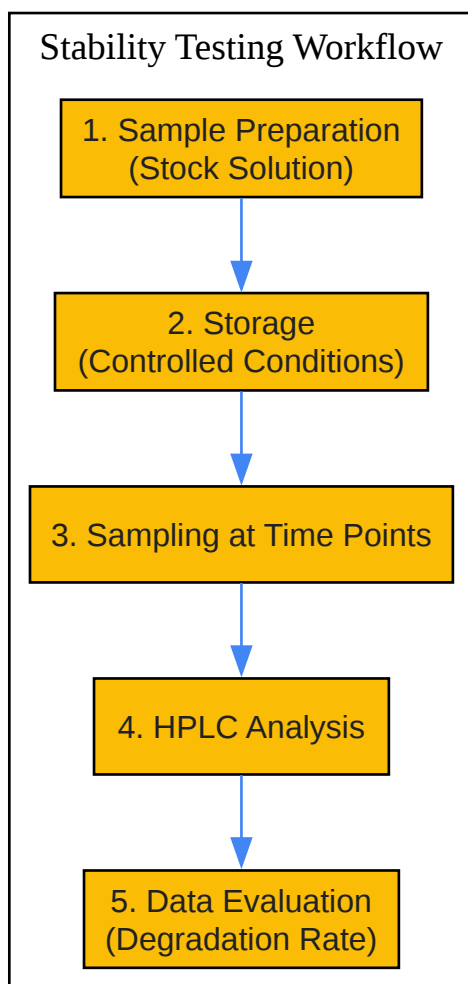 Stability Testing Workflow
1. Sample Preparation
(Stock Solution)
2. Storage
(Controlled Conditions)
3. Sampling at Time Points
4. HPLC Analysis
5. Data Evaluation
(Degradation Rate)